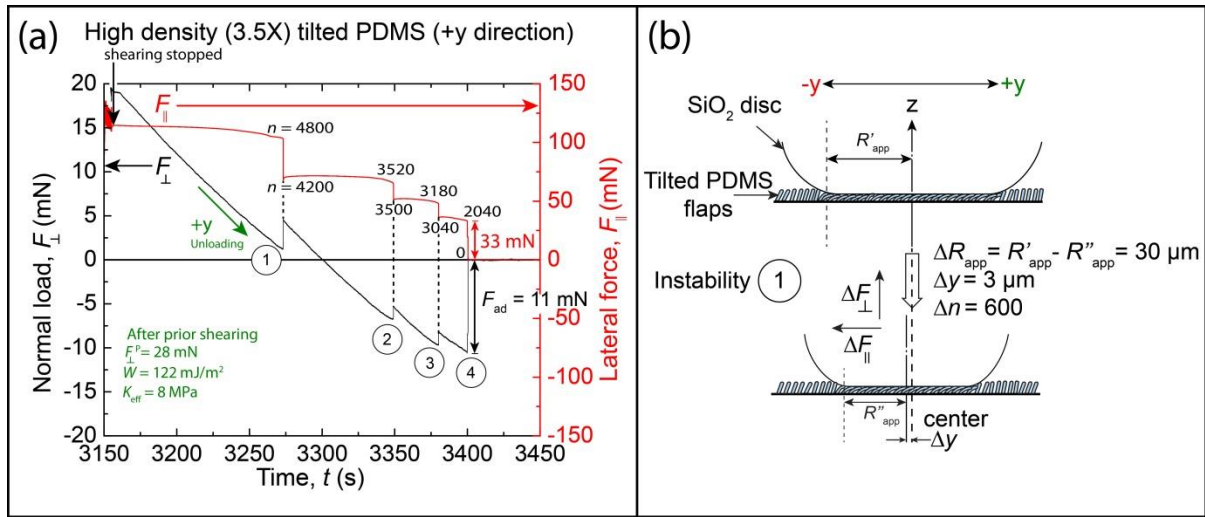 (a)
High density (3.5X) tilted PDMS (+y direction)
shearing stopped
Normal load, F⊥ (mN)
20
15
10
5
0
-5
-10
-15
-20
F∥
F⊥
n = 4800
n = 4200
3520
3500
3180
3040
2040
0
33 mN
+y
Unloading
1
2
3
4
F_ad = 11 mN
After prior shearing
F⊥^P = 28 mN
W = 122 mJ/m²
K_eff = 8 MPa
150
100
50
0
-50
-100
-150
Lateral force, F∥ (mN)
3150 3200 3250 3300 3350 3400 3450
Time, t (s)
(b)
-y
+y
z
SiO₂ disc
R'app
Tilted PDMS
flaps
Instability 1
ΔR_app = R'app - R''app = 30 μm
Δy = 3 μm
Δn = 600
ΔF⊥
ΔF∥
R''app
center
Δy